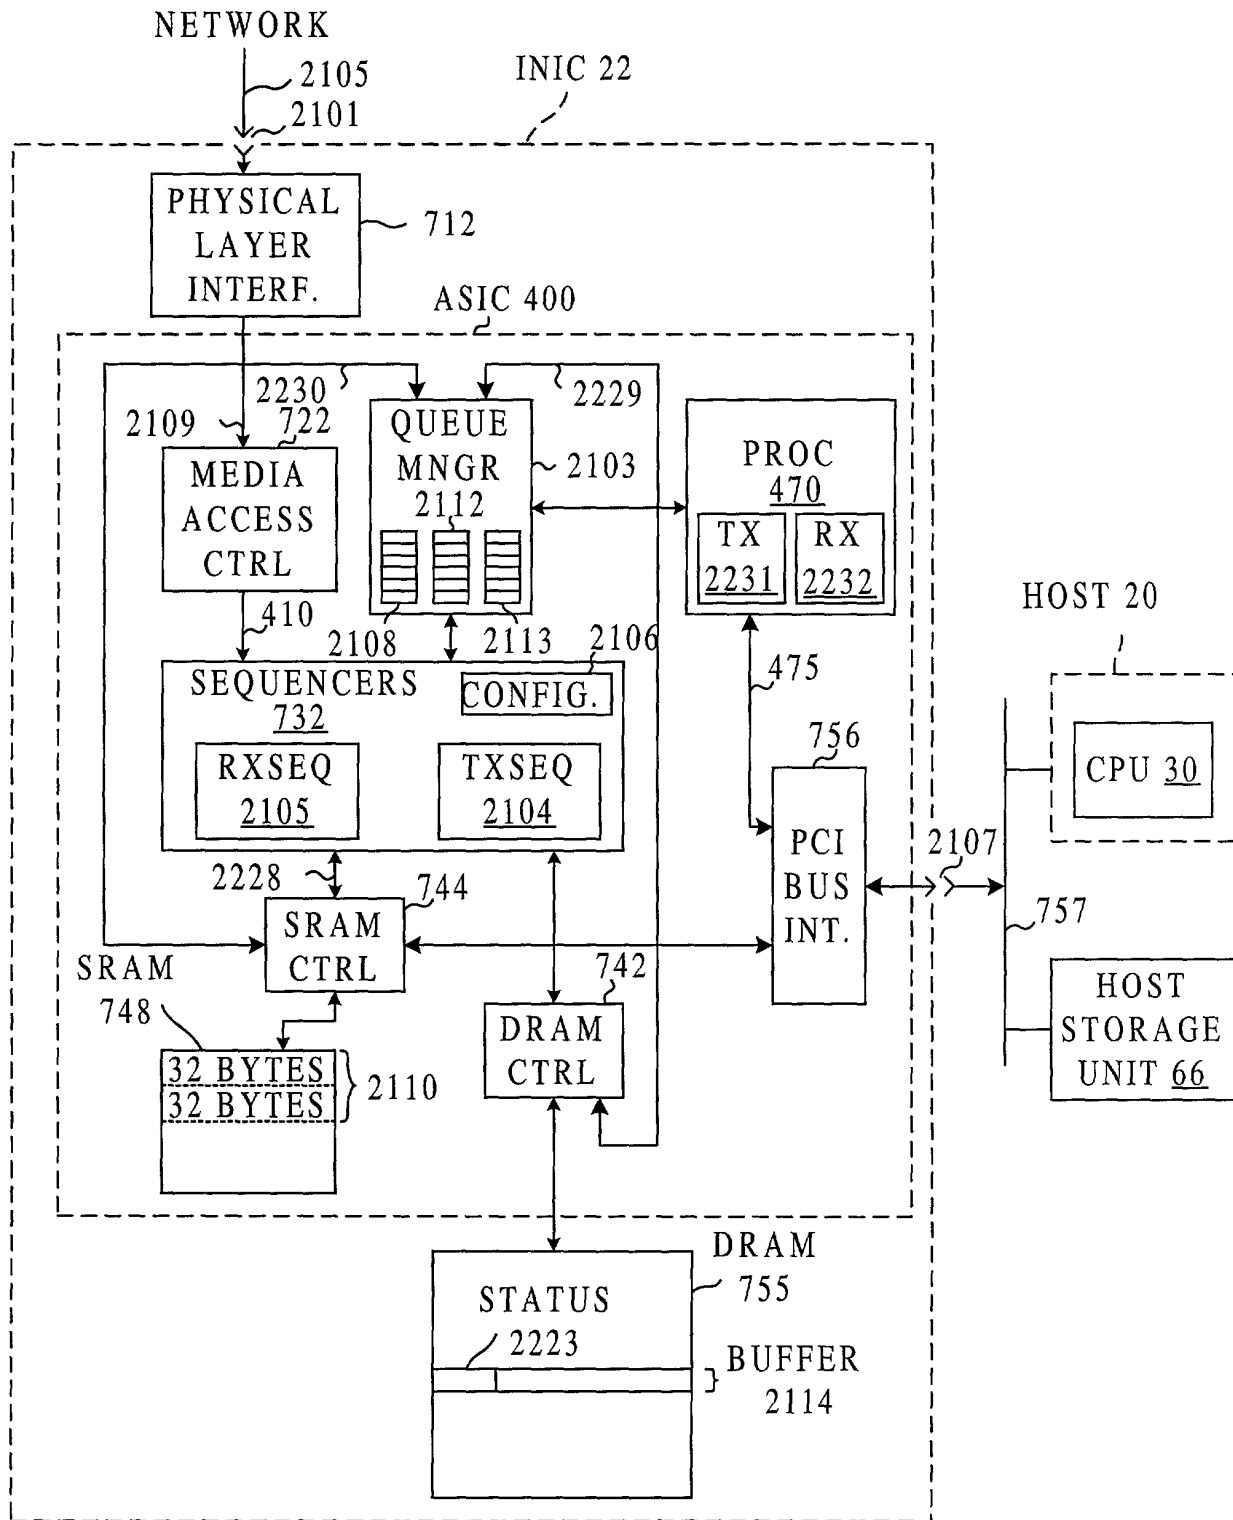 NETWORK
2105
2101
INIC 22
PHYSICAL
LAYER
INTERF.
712
ASIC 400
2230
2229
2109
722
MEDIA
ACCESS
CTRL
QUEUE
MNGR
2112
2103
2108
2113
PROC
470
TX
2231
RX
2232
410
2106
SEQUENCERS
732
CONFIG.
RXSEQ
2105
TXSEQ
2104
475
HOST 20
CPU 30
756
PCI
BUS
INT.
2107
757
2228
744
SRAM
CTRL
SRAM
748
32 BYTES
32 BYTES
2110
742
DRAM
CTRL
HOST
STORAGE
UNIT 66
DRAM
755
STATUS
2223
BUFFER
2114